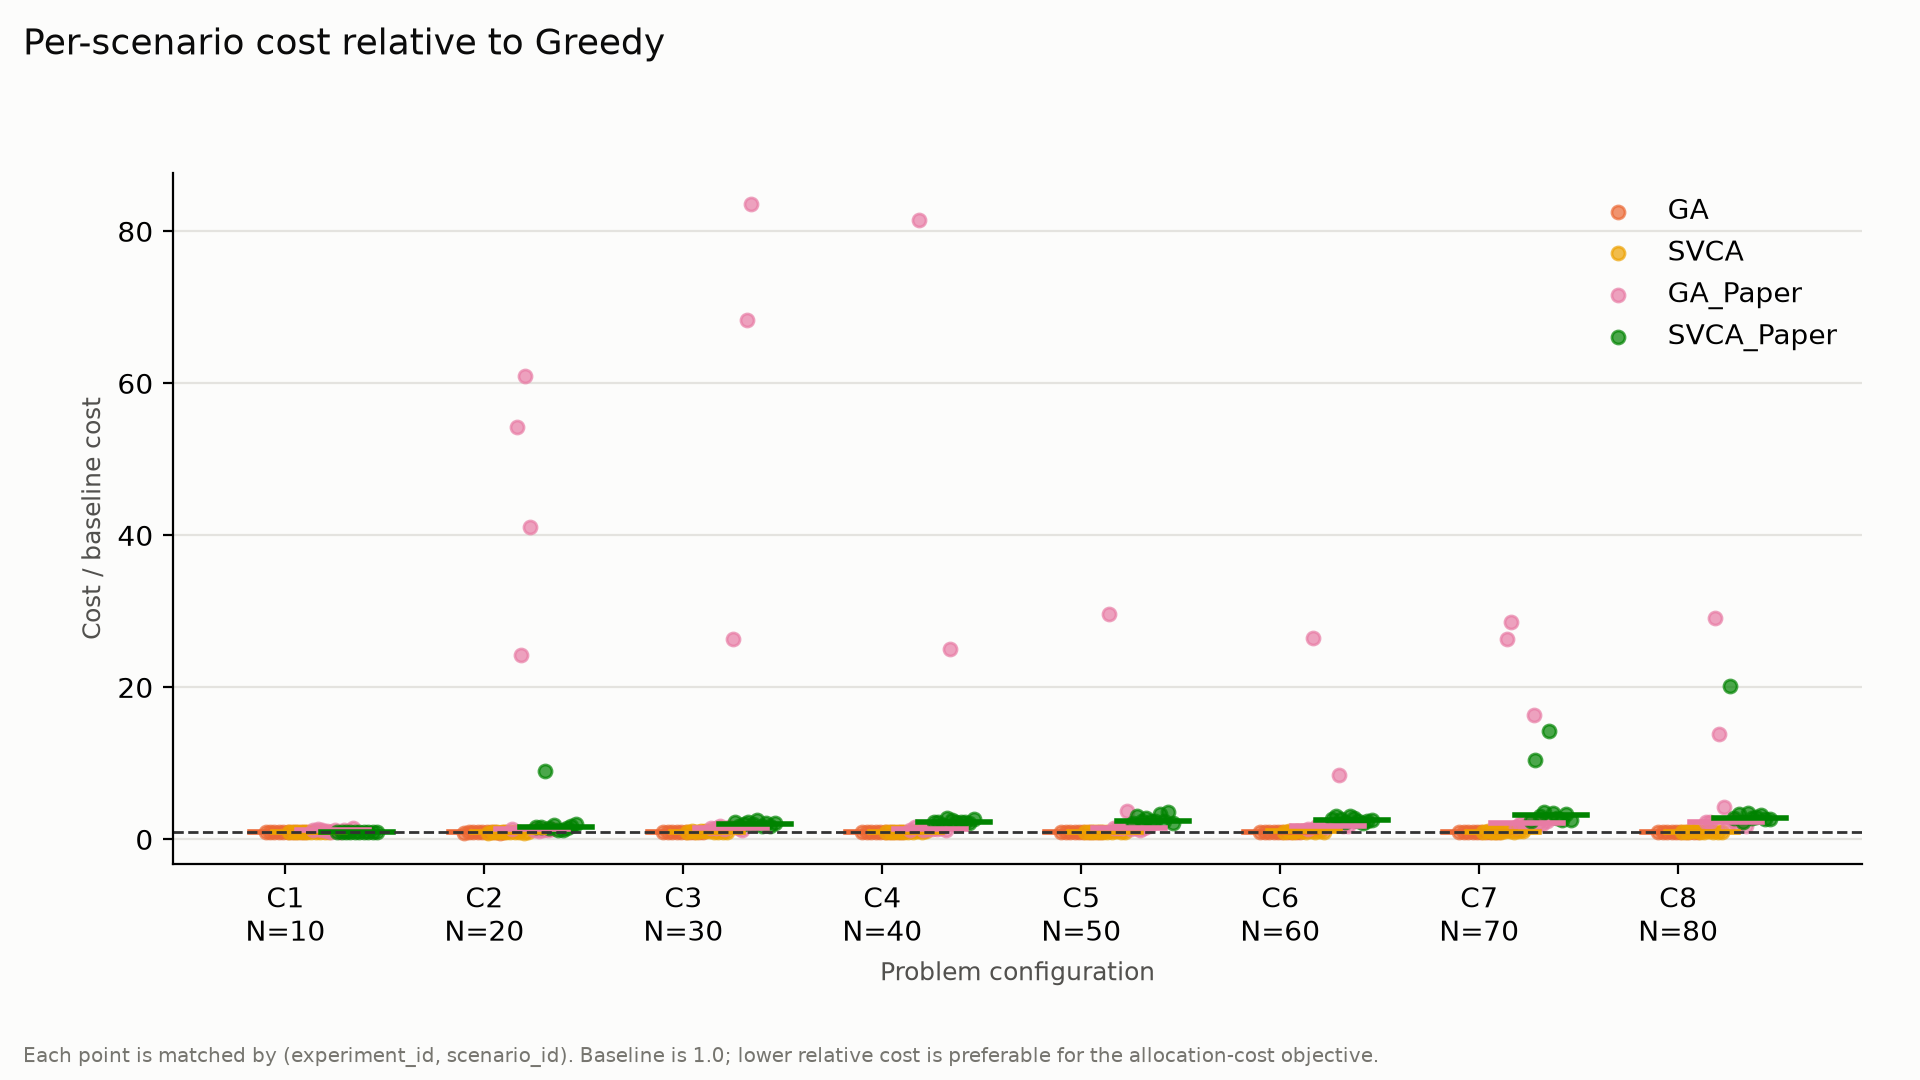 Per-scenario cost relative to Greedy
GA
SVCA
GA_Paper
SVCA_Paper
80
60
40
20
0
Cost / baseline cost
C1 C2 C3 C4 C5 C6 C7 C8
N=10 N=20 N=30 N=40 N=50 N=60 N=70 N=80
Problem configuration
Each point is matched by (experiment_id, scenario_id). Baseline is 1.0; lower relative cost is preferable for the allocation-cost objective.